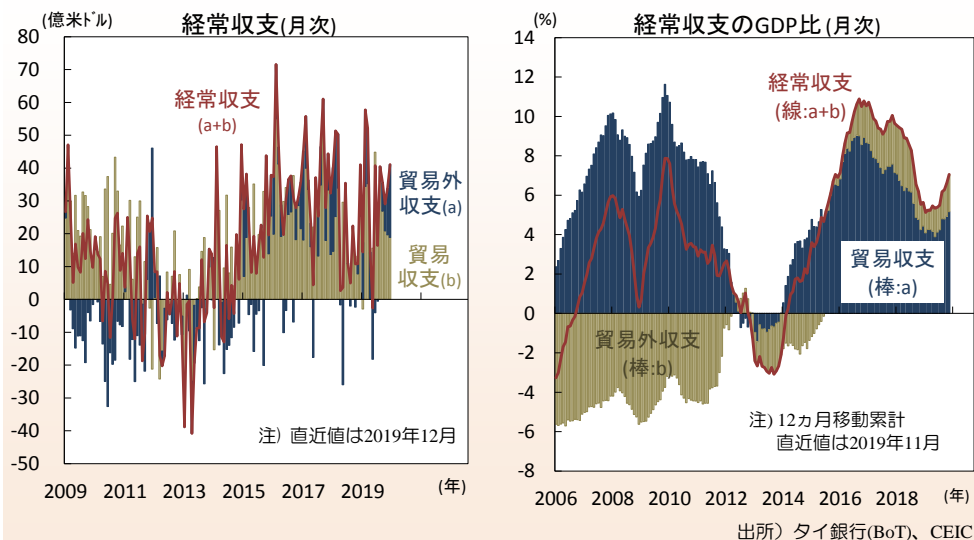 経常収支(月次)
(億米ドル)
80
70
60
50
40
30
20
10
0
-10
-20
-30
-40
-50
経常収支
(a+b)
貿易外
収支(a)
貿易
収支(b)
注) 直近値は2019年12月
2009 2011 2013 2015 2017 2019
(年)
経常収支のGDP比(月次)
(%)
14
12
10
8
6
4
2
0
-2
-4
-6
-8
経常収支
(線:a+b)
貿易収支
(棒:a)
貿易外収支
(棒:b)
注) 12ヵ月移動累計
直近値は2019年11月
2006 2008 2010 2012 2014 2016 2018
(年)
出所）タイ銀行(BoT)、CEIC